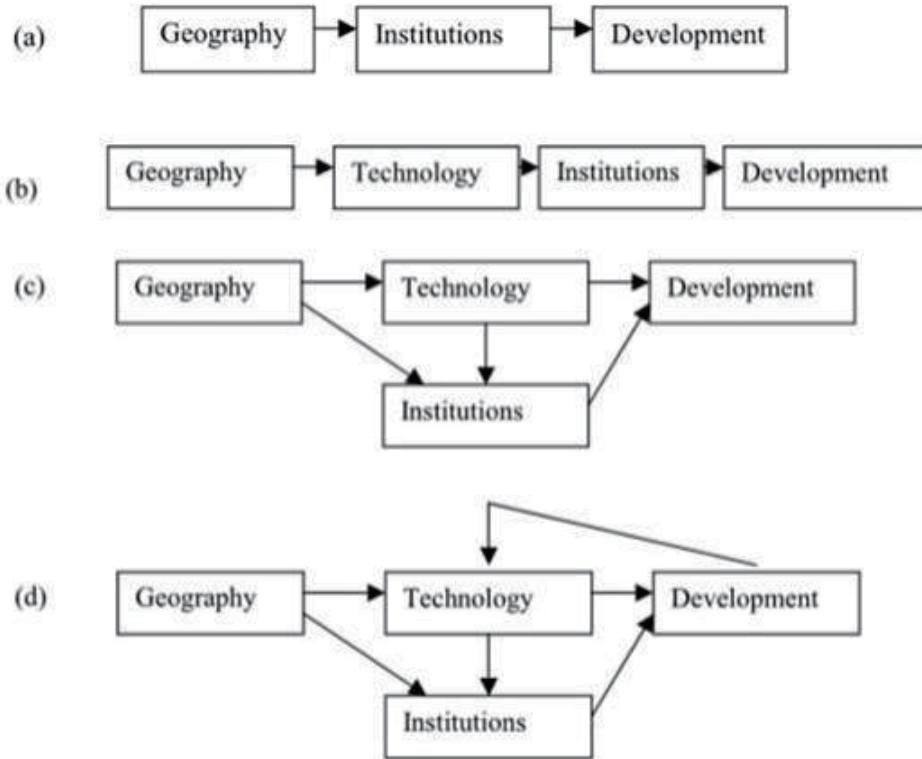 (a) Geography Institutions Development
(b) Geography Technology Institutions Development
(c) Geography Technology Development
Institutions
(d) Geography Technology Development
Institutions